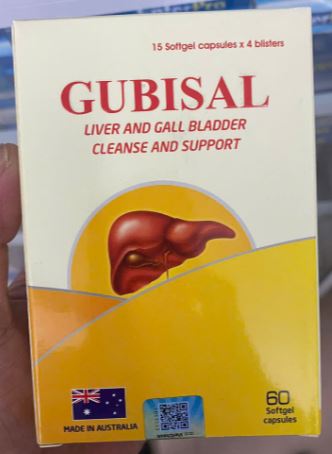 15 Softgel capsules x 4 blisters
GUBISAL
LIVER AND GALL BLADDER
CLEANSE AND SUPPORT
MADE IN AUSTRALIA
60
Softgel
capsules